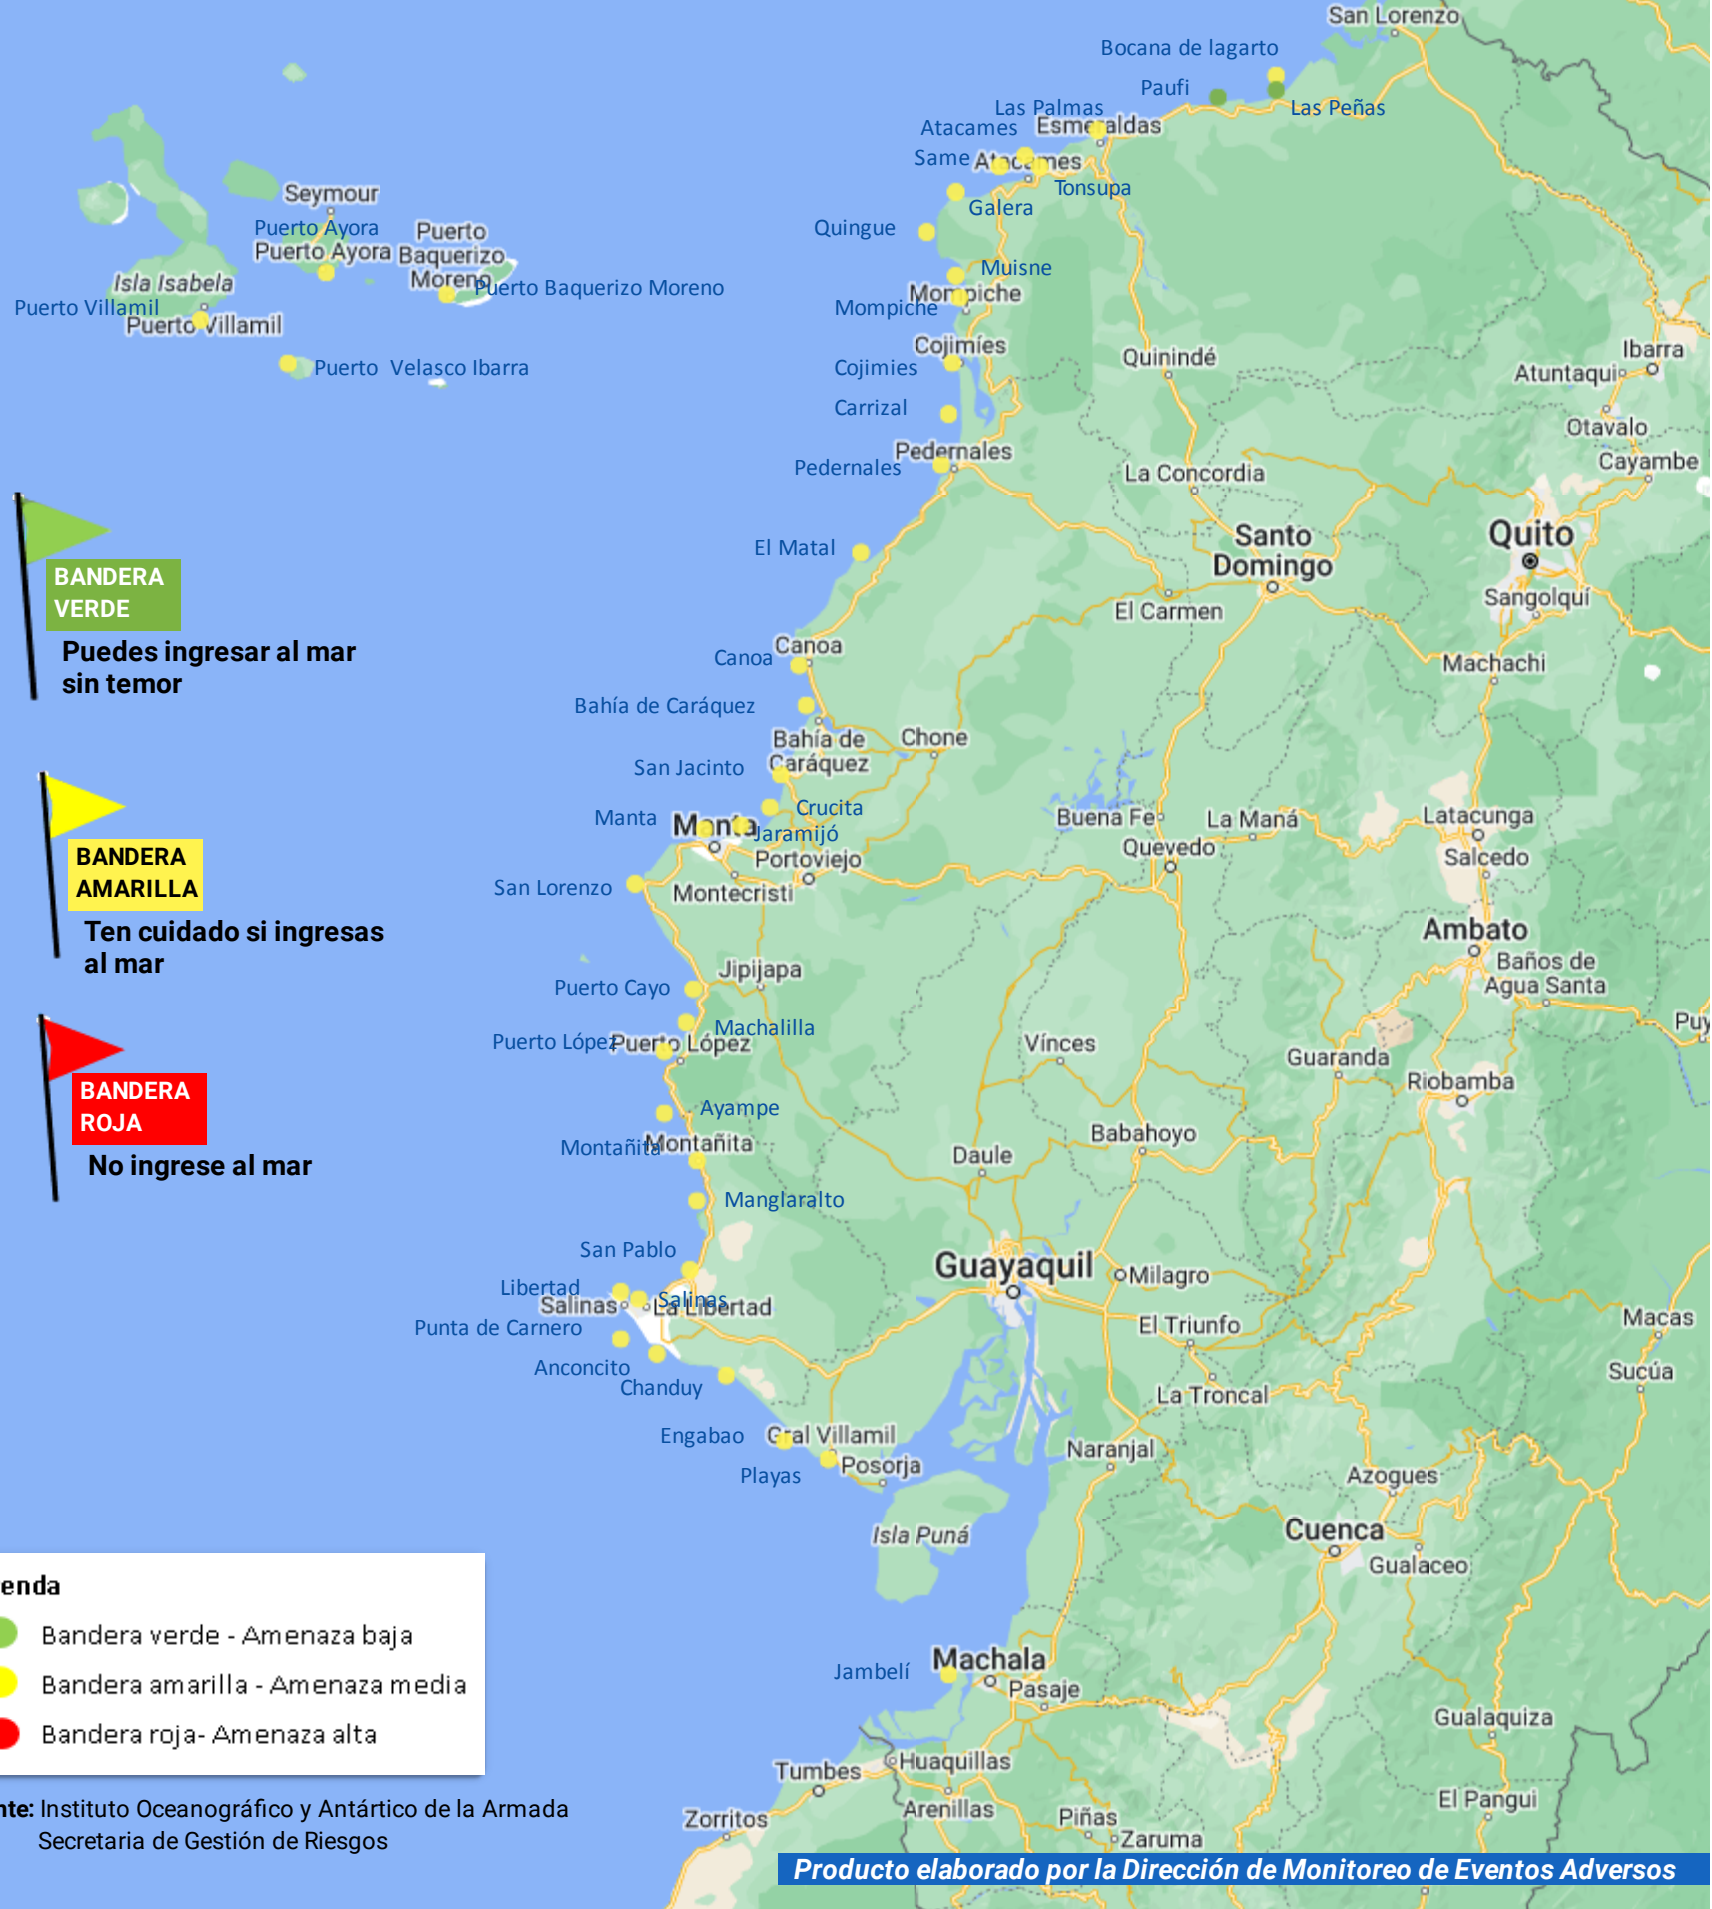 San Lorenzo
Bocana de lagarto
Paufi
Las Palmas
Las Peñas
Atacames
Esmeraldas
Same
Atacames
Tonsupa
Galera
Quingue
Muisne
Mompiche
Mompiche
Cojimíes
Cojimies
Carrizal
Pedernales
Pedernales
El Matal
Canoa
Canoa
Bahía de Caráquez
Bahía de
Caráquez
San Jacinto
Chone
Crucita
Manta
Manta
Jaramijó
Portoviejo
Montecristi
San Lorenzo
Jipijapa
Puerto Cayo
Machalilla
Puerto López
Puerto López
Ayampe
Montañita
Montañita
Manglaralto
San Pablo
Libertad
Salinas
Salinas
La Libertad
Punta de Carnero
Anconcito
Chanduy
Engabao
Gral Villamil
Playas
Posorja
Isla Puná
Jambelí
Machala
Pasaje
Huaquillas
Tumbes
Zorritos
Arenillas
Piñas
Zaruma
Seymour
Puerto Ayora
Puerto Ayora
Puerto
Baquerizo
Moreno
Puerto Baquerizo Moreno
Isla Isabela
Puerto Villamil
Puerto Villamil
Puerto Velasco Ibarra
Quinindé
Ibarra
Atuntaqui
Otavalo
Cayambe
La Concordia
Santo
Domingo
Quito
El Carmen
Sangolquí
Machachi
Buena Fe
La Maná
Latacunga
Quevedo
Salcedo
Ambato
Baños de
Agua Santa
Puy
Vínces
Guaranda
Riobamba
Babahoyo
Daule
Guayaquil
Milagro
El Triunfo
Macas
Sucúa
La Troncal
Naranjal
Azogues
Cuenca
Gualaceo
Gualaquiza
El Pangui
BANDERA
VERDE
Puedes ingresar al mar
sin temor
BANDERA
AMARILLA
Ten cuidado si ingresas
al mar
BANDERA
ROJA
No ingrese al mar
enda
Bandera verde - Amenaza baja
Bandera amarilla - Amenaza media
Bandera roja- Amenaza alta
nte: Instituto Oceanográfico y Antártico de la Armada
Secretaria de Gestión de Riesgos
Producto elaborado por la Dirección de Monitoreo de Eventos Adversos